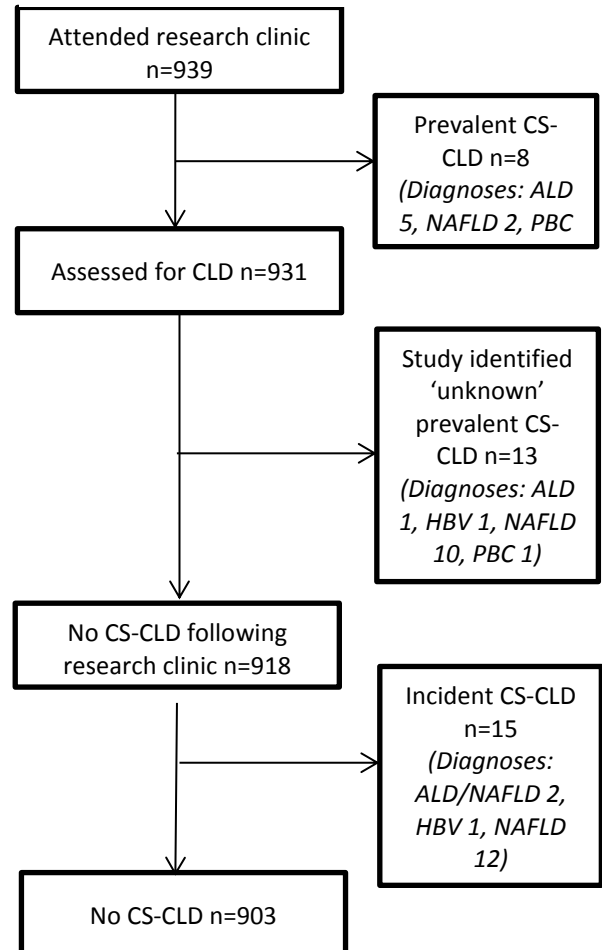 Attended research clinic
n=939
Prevalent CS-
CLD n=8
(Diagnoses: ALD
5, NAFLD 2, PBC
Assessed for CLD n=931
Study identified
‘unknown’
prevalent CS-
CLD n=13
(Diagnoses: ALD
1, HBV 1, NAFLD
10, PBC 1)
No CS-CLD following
research clinic n=918
Incident CS-CLD
n=15
(Diagnoses:
ALD/NAFLD 2,
HBV 1, NAFLD
12)
No CS-CLD n=903